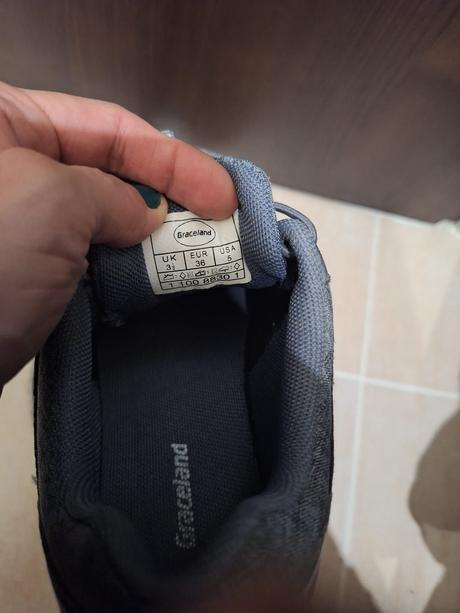 Graceland
UK EUR USA
3½ 36 5
1 100 8830 1
Graceland